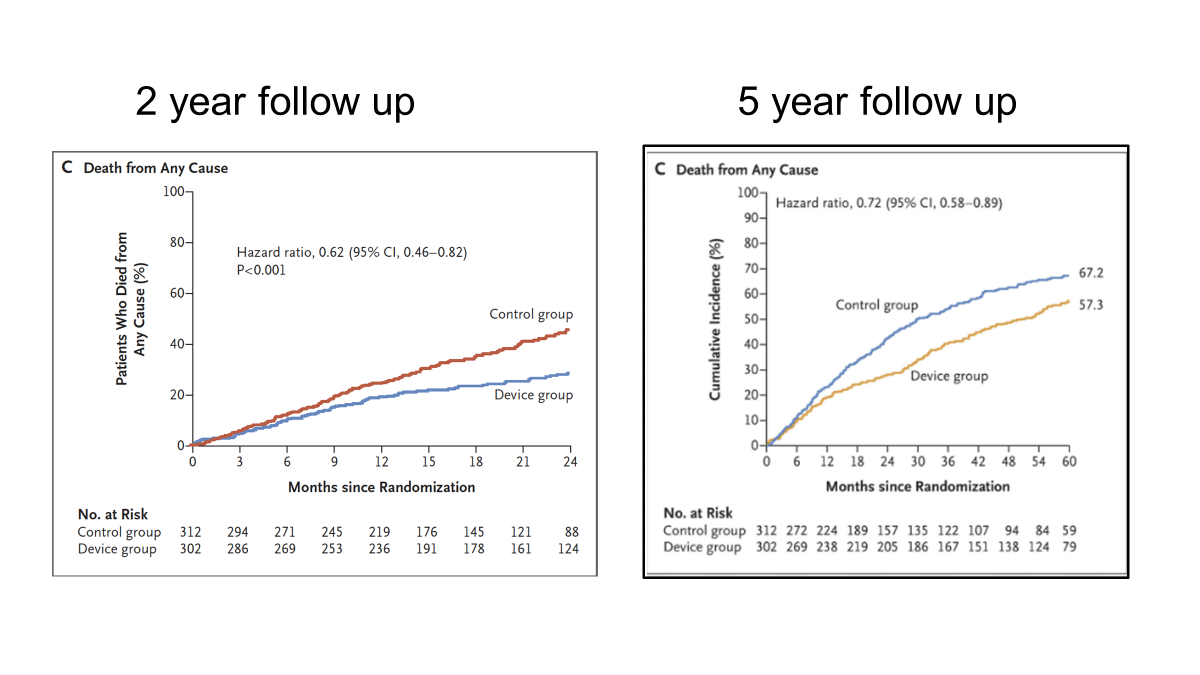 2 year follow up
5 year follow up
C Death from Any Cause
Patients Who Died from
Any Cause (%)
100
80
60
40
20
0
Hazard ratio, 0.62 (95% CI, 0.46–0.82)
P<0.001
Control group
Device group
0 3 6 9 12 15 18 21 24
Months since Randomization
No. at Risk
Control group 312 294 271 245 219 176 145 121 88
Device group 302 286 269 253 236 191 178 161 124
C Death from Any Cause
Cumulative Incidence (%)
100
90
80
70
60
50
40
30
20
10
0
Hazard ratio, 0.72 (95% CI, 0.58–0.89)
67.2
Control group
57.3
Device group
0 6 12 18 24 30 36 42 48 54 60
Months since Randomization
No. at Risk
Control group 312 272 224 189 157 135 122 107 94 84 59
Device group 302 269 238 219 205 186 167 151 138 124 79